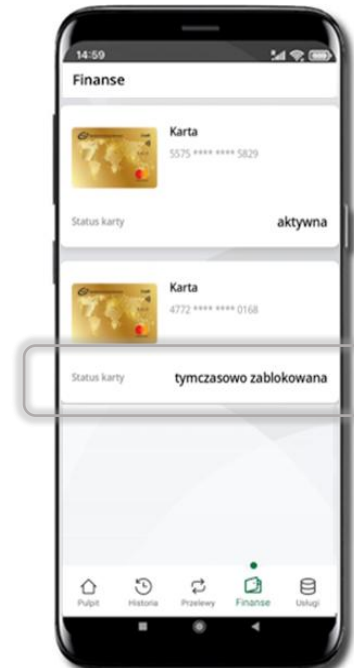 14:59
Finanse
Karta
5575 **** **** 5829
Status karty
aktywna
Karta
4772 **** **** 0168
Status karty
tymczasowo zablokowana
Pulpit
Historia
Przelewy
Finanse
Usługi